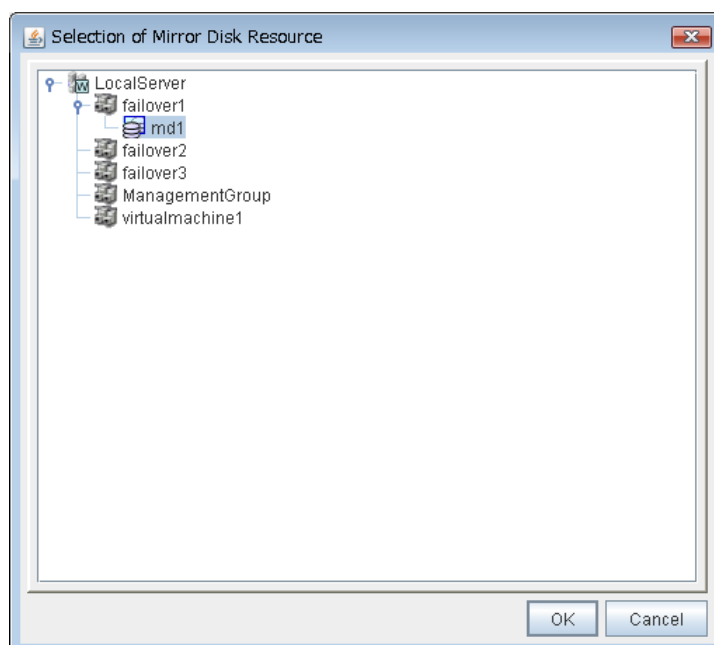 Selection of Mirror Disk Resource
LocalServer
failover1
md1
failover2
failover3
ManagementGroup
virtualmachine1
OK Cancel